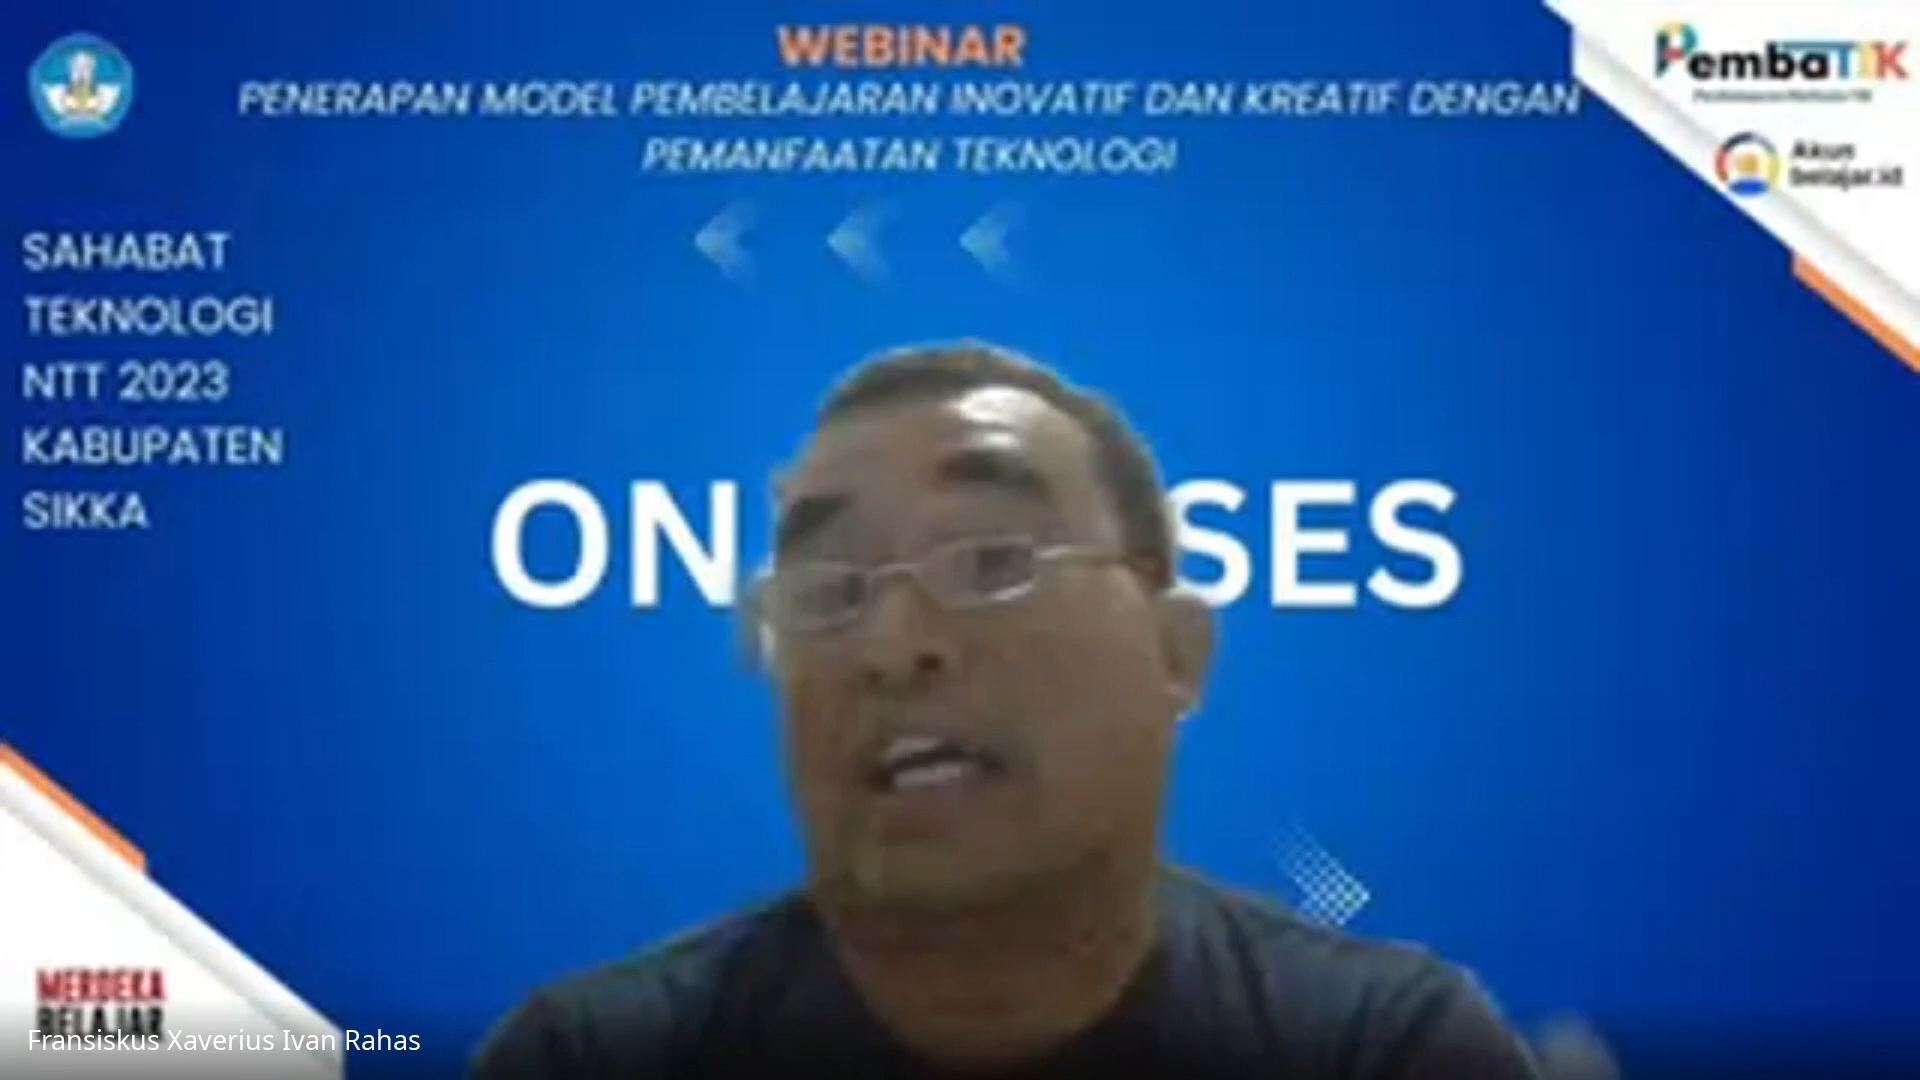 WEBINAR
PENERAPAN MODEL PEMBELAJARAN INOVATIF DAN KREATIF DENGAN
PEMANFAATAN TEKNOLOGI
PembaTIK
Akun
belajar.id
SAHABAT
TEKNOLOGI
NTT 2023
KABUPATEN
SIKKA
ON SES
MERDEKA
BELAJAR
Fransiskus Xaverius Ivan Rahas